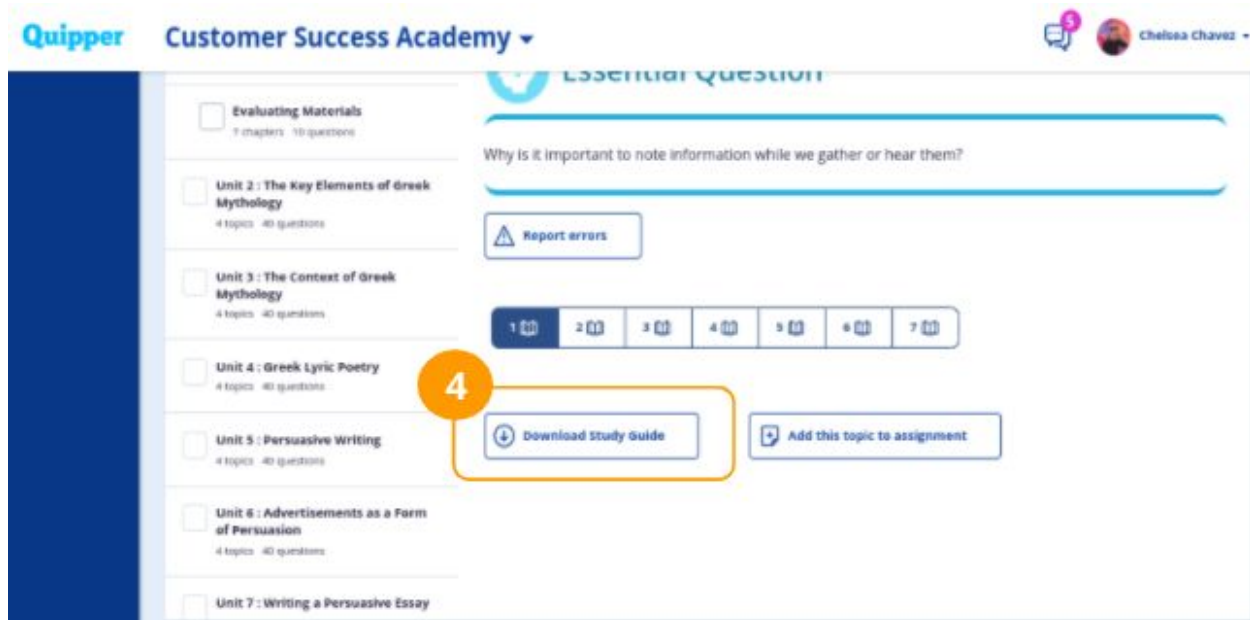 Quipper
Customer Success Academy
5
Chelsea Chavez
Essential Question
Evaluating Materials
7 chapters 10 questions
Why is it important to note information while we gather or hear them?
Unit 2 : The Key Elements of Greek
Mythology
4 topics 40 questions
Report errors
Unit 3 : The Context of Greek
Mythology
4 topics 40 questions
1
2
3
4
5
6
7
Unit 4 : Greek Lyric Poetry
4 topics 40 questions
4
Download Study Guide
Add this topic to assignment
Unit 5 : Persuasive Writing
4 topics 40 questions
Unit 6 : Advertisements as a Form
of Persuasion
4 topics 40 questions
Unit 7 : Writing a Persuasive Essay